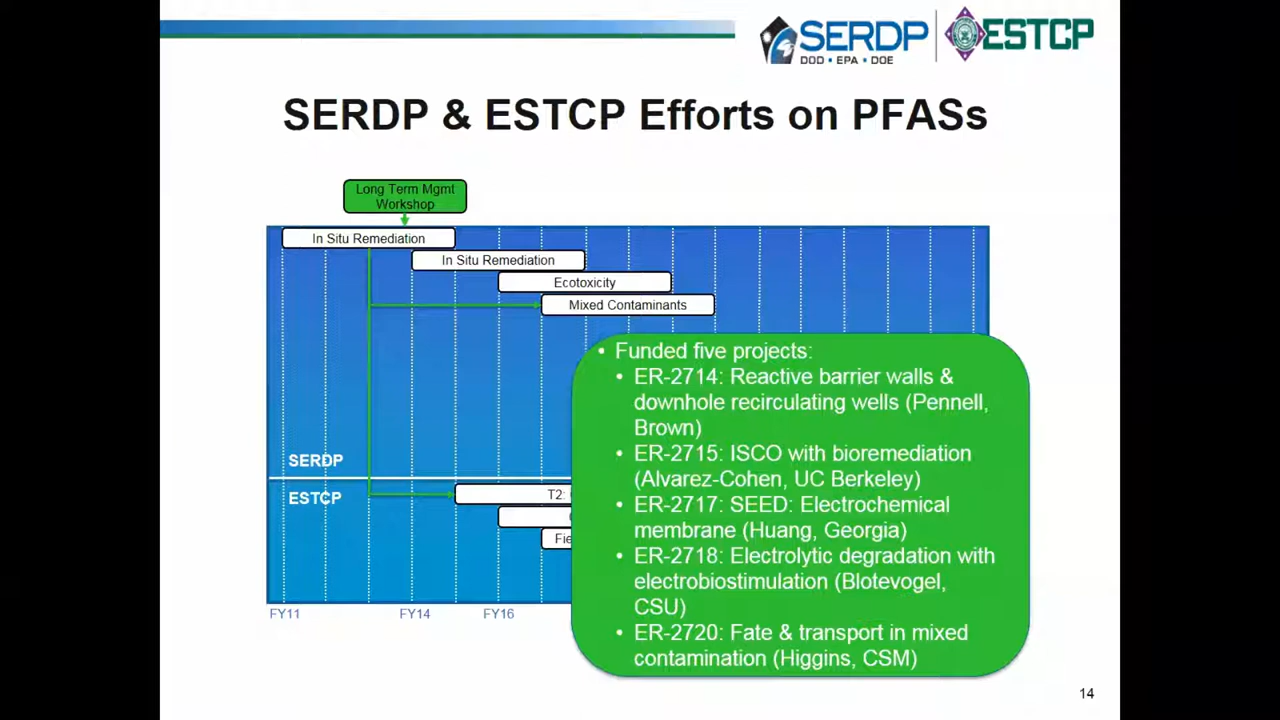 SERDP
DOD • EPA • DOE
ESTCP
SERDP & ESTCP Efforts on PFASs
Long Term Mgmt
Workshop
In Situ Remediation
In Situ Remediation
Ecotoxicity
Mixed Contaminants
SERDP
ESTCP
T2:
Fie
FY11
FY14
FY16
• Funded five projects:
• ER-2714: Reactive barrier walls &
downhole recirculating wells (Pennell,
Brown)
• ER-2715: ISCO with bioremediation
(Alvarez-Cohen, UC Berkeley)
• ER-2717: SEED: Electrochemical
membrane (Huang, Georgia)
• ER-2718: Electrolytic degradation with
electrobiostimulation (Blotevogel,
CSU)
• ER-2720: Fate & transport in mixed
contamination (Higgins, CSM)
14